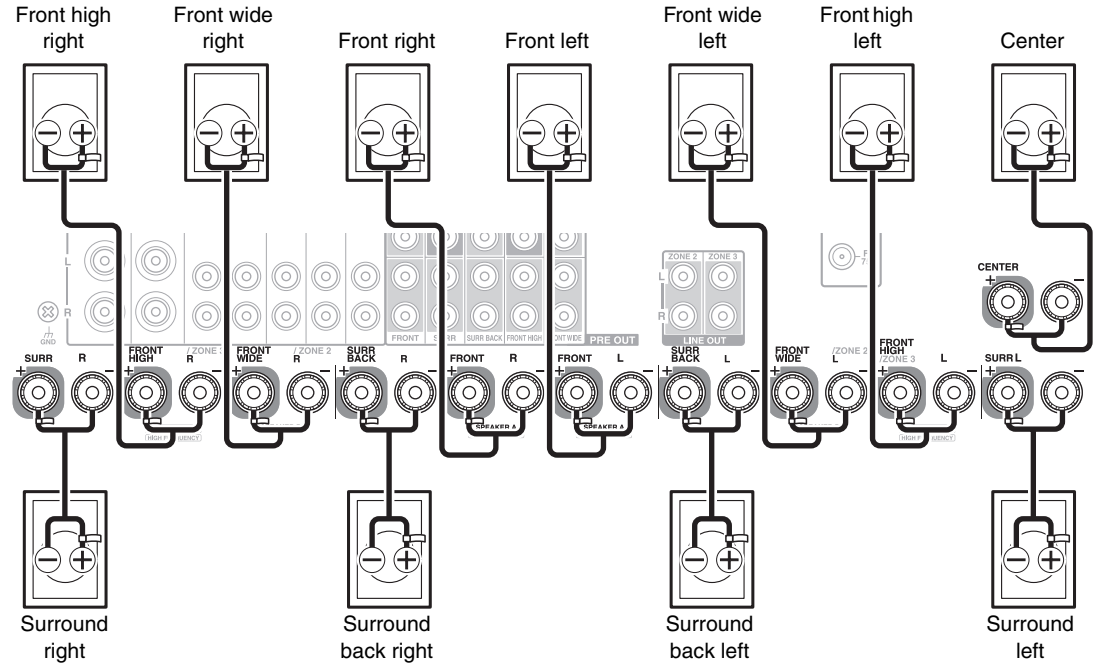 Front high right
Front wide right
Front right
Front left
Front wide left
Front high left
Center
L
R
GND
FRONT
SURR
SURR BACK
FRONT HIGH
PRE OUT
ZONE 2
ZONE 3
L
R
LINE OUT
CENTER
+
−
SURR R
+
−
FRONT HIGH R
/ZONE
+
−
FRONT WIDE R
/ZONE 2
+
−
SURR BACK R
+
−
FRONT R
+
−
SPEAKER A
FRONT L
+
−
SPEAKER A
SURR BACK L
+
−
FRONT WIDE L
/ZONE 2
+
−
FRONT HIGH L
/ZONE 3
+
−
SURR L
+
−
Surround right
Surround back right
Surround back left
Surround left